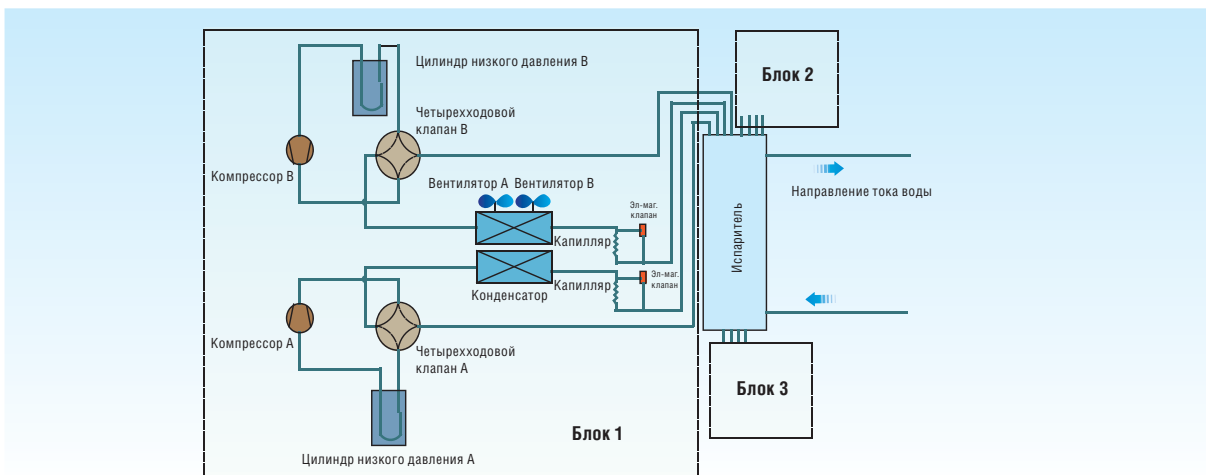 Цилиндр низкого давления В
Блок 2
Четырехходовой
клапан В
Компрессор В
Вентилятор А Вентилятор В
Направление тока воды
Эл-маг.
клапан
Капилляр
Испаритель
Эл-маг.
клапан
Капилляр
Конденсатор
Компрессор А
Четырехходовой
клапан А
Блок 3
Блок 1
Цилиндр низкого давления А